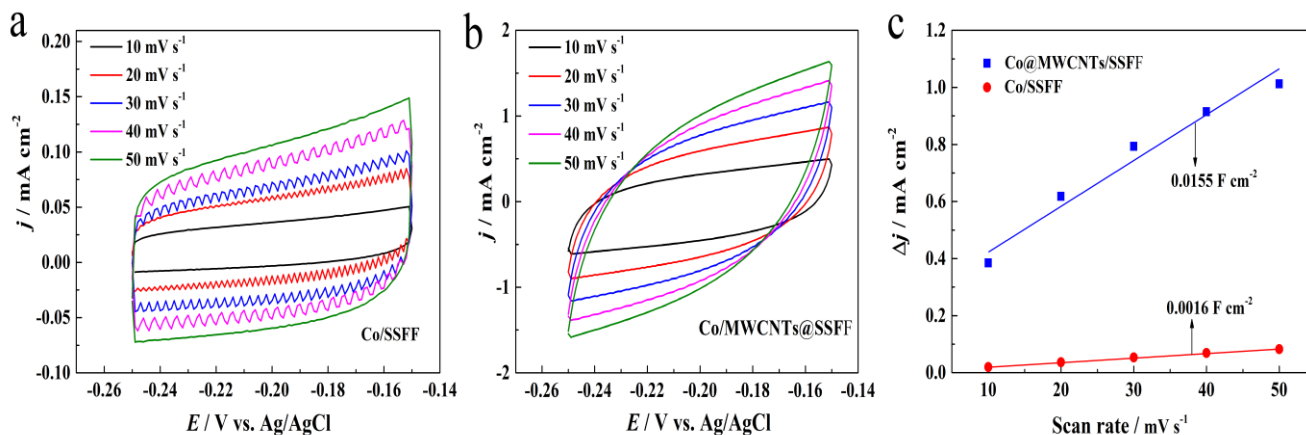 a
0.20
0.15
0.10
0.05
0.00
-0.05
-0.10
j / mA cm⁻²
10 mV s⁻¹
20 mV s⁻¹
30 mV s⁻¹
40 mV s⁻¹
50 mV s⁻¹
Co/SSFF
-0.26 -0.24 -0.22 -0.20 -0.18 -0.16 -0.14
E / V vs. Ag/AgCl
b
2
1
0
-1
-2
j / mA cm⁻²
10 mV s⁻¹
20 mV s⁻¹
30 mV s⁻¹
40 mV s⁻¹
50 mV s⁻¹
Co/MWCNTs@SSFF
-0.26 -0.24 -0.22 -0.20 -0.18 -0.16 -0.14
E / V vs. Ag/AgCl
c
1.2
1.0
0.8
0.6
0.4
0.2
0.0
Δj / mA cm⁻²
Co@MWCNTs/SSFF
Co/SSFF
0.0155 F cm⁻²
0.0016 F cm⁻²
10 20 30 40 50
Scan rate / mV s⁻¹